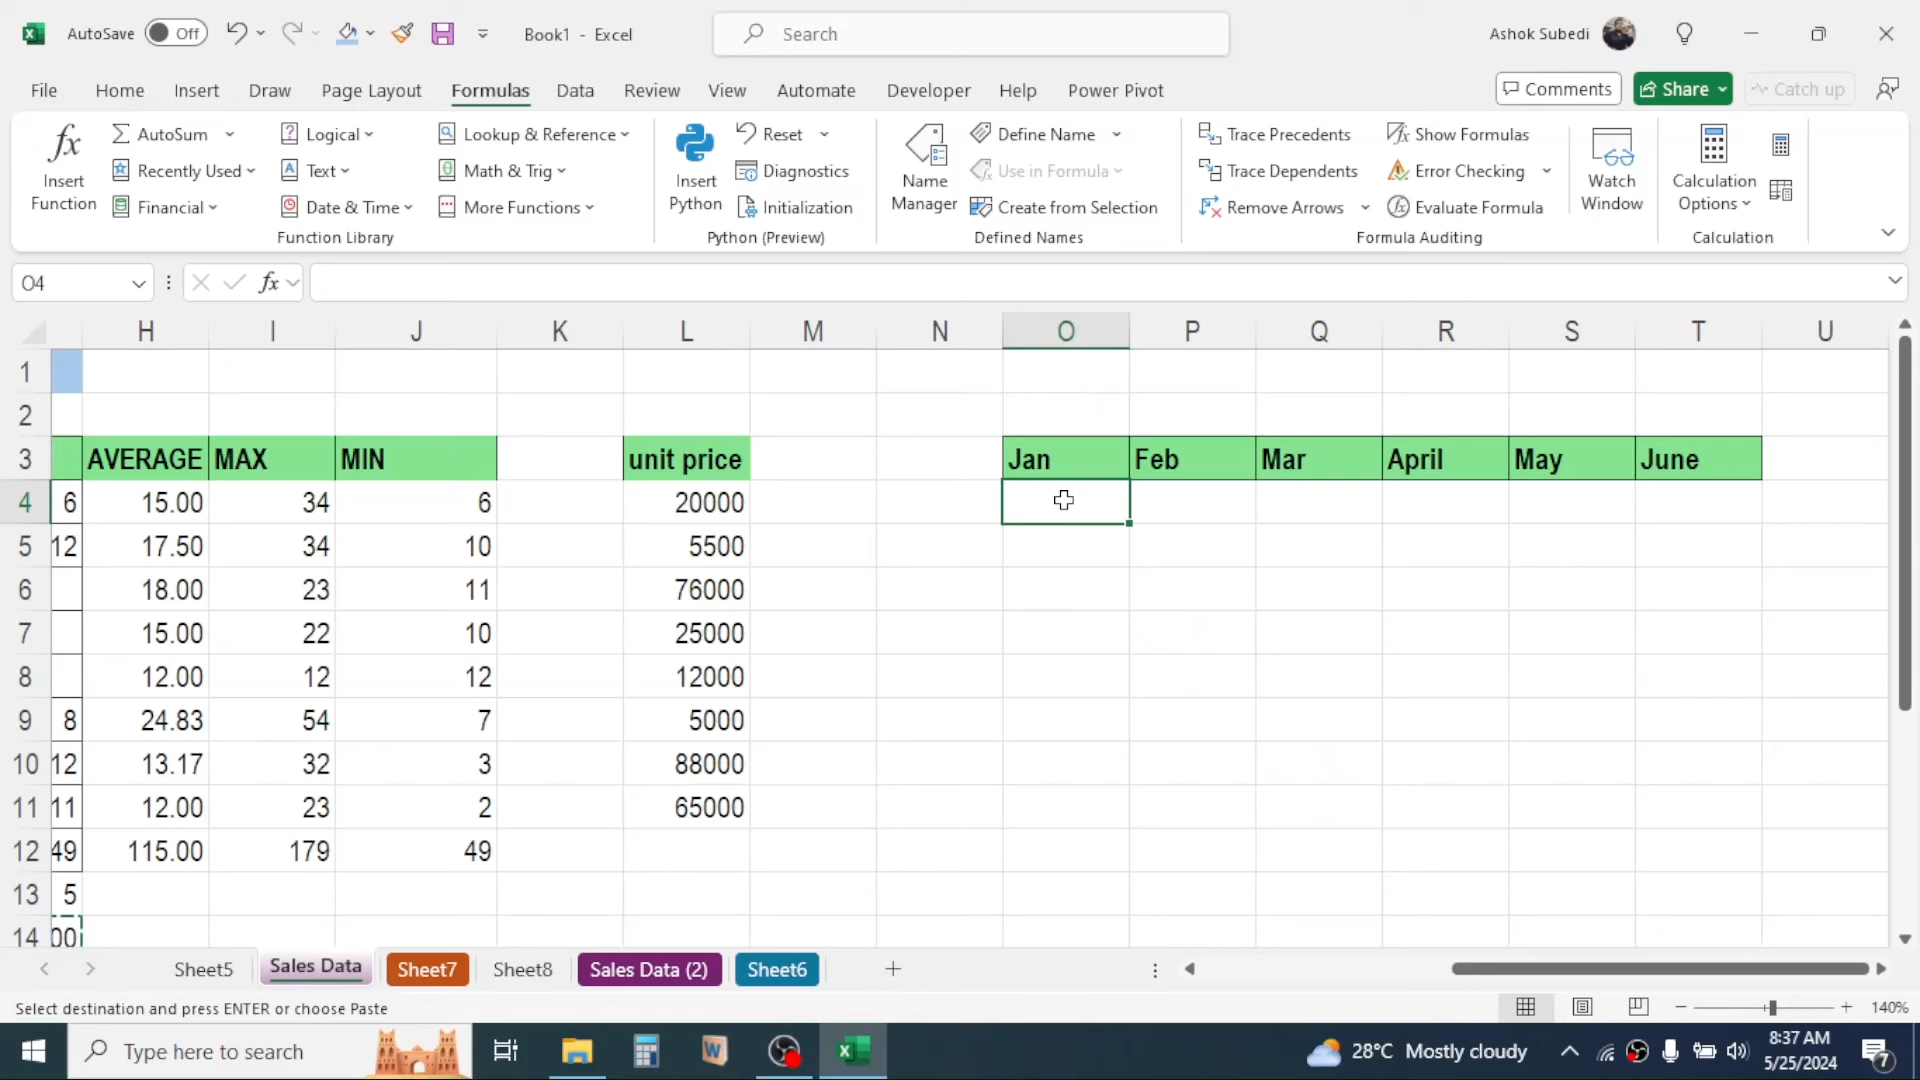 AutoSave Off Book1 - Excel Search Ashok Subedi
File Home Insert Draw Page Layout Formulas Data Review View Automate Developer Help Power Pivot Comments Share Catch up
fx Insert Function
AutoSum
Recently Used
Financial
Logical
Text
Date & Time
Lookup & Reference
Math & Trig
More Functions
Function Library
Insert Python
Reset
Diagnostics
Initialization
Python (Preview)
Name Manager
Define Name
Use in Formula
Create from Selection
Defined Names
Trace Precedents
Trace Dependents
Remove Arrows
Show Formulas
Error Checking
Evaluate Formula
Formula Auditing
Watch Window
Calculation Options
Calculation
O4 fx
H I J K L M N O P Q R S T U
1
2
3 AVERAGE MAX MIN unit price Jan Feb Mar April May June
4 6 15.00 34 6 20000
5 12 17.50 34 10 5500
6 18.00 23 11 76000
7 15.00 22 10 25000
8 12.00 12 12 12000
9 8 24.83 54 7 5000
10 12 13.17 32 3 88000
11 11 12.00 23 2 65000
12 49 115.00 179 49
13 5
14 00
Sheet5 Sales Data Sheet7 Sheet8 Sales Data (2) Sheet6
Select destination and press ENTER or choose Paste 140%
Type here to search 28°C Mostly cloudy 8:37 AM
5/25/2024 7